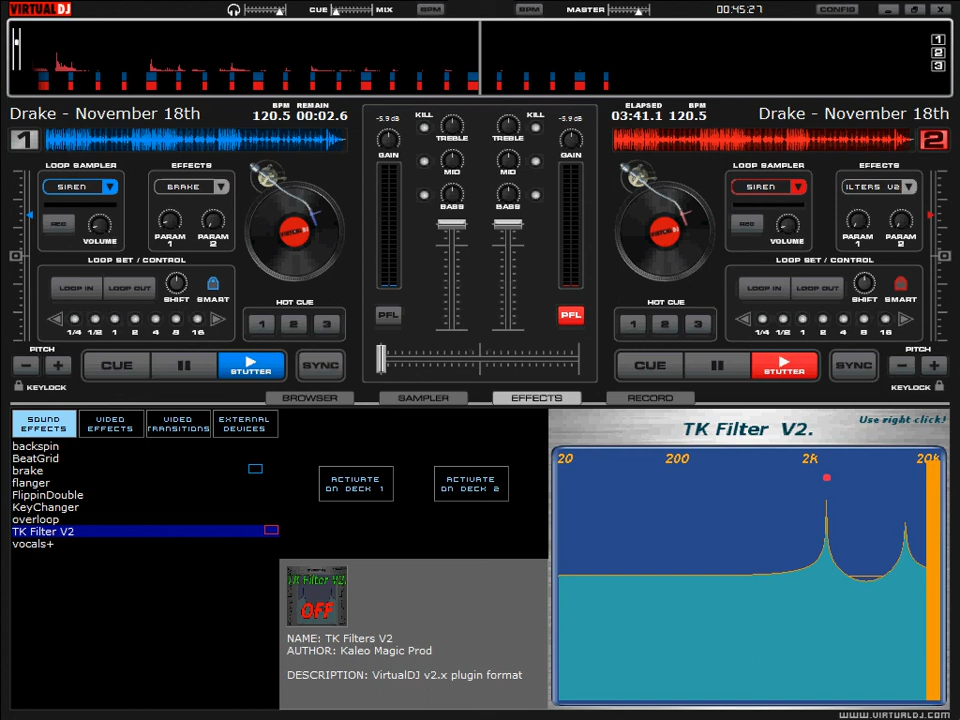 VIRTUAL DJ CUE MIX BPM BPM MASTER 00:45:27 CONFIG
1
2
3
Drake - November 18th BPM REMAIN 120.5 00:02.6
ELAPSED BPM 03:41.1 120.5 Drake - November 18th
1 2
-5.9 dB KILL KILL -5.9 dB
GAIN TREBLE TREBLE GAIN
MID MID
BASS BASS
LOOP SAMPLER EFFECTS
SIREN BRAKE
REC VOLUME PARAM 1 PARAM 2
LOOP SET / CONTROL
LOOP IN LOOP OUT SHIFT SMART
1/4 1/2 1 2 4 8 16
HOT CUE
1 2 3
PITCH
- + CUE STUTTER SYNC
KEYLOCK
PFL PFL
LOOP SAMPLER EFFECTS
SIREN ILTERS V2
REC VOLUME PARAM 1 PARAM 2
LOOP SET / CONTROL
LOOP IN LOOP OUT SHIFT SMART
1/4 1/2 1 2 4 8 16
HOT CUE
1 2 3
PITCH
CUE STUTTER SYNC - +
KEYLOCK
VIRTUAL DJ
VIRTUAL DJ
BROWSER SAMPLER EFFECTS RECORD
SOUND EFFECTS VIDEO EFFECTS VIDEO TRANSITIONS EXTERNAL DEVICES
backspin
BeatGrid
brake
flanger
FlippinDouble
KeyChanger
overloop
TK Filter V2
vocals+
ACTIVATE ON DECK 1
ACTIVATE ON DECK 2
TK Filter V2.
OFF
NAME: TK Filters V2
AUTHOR: Kaleo Magic Prod
DESCRIPTION: VirtualDJ v2.x plugin format
TK Filter V2. Use right click!
20 200 2k 20k
www.VIRTUALDJ.com